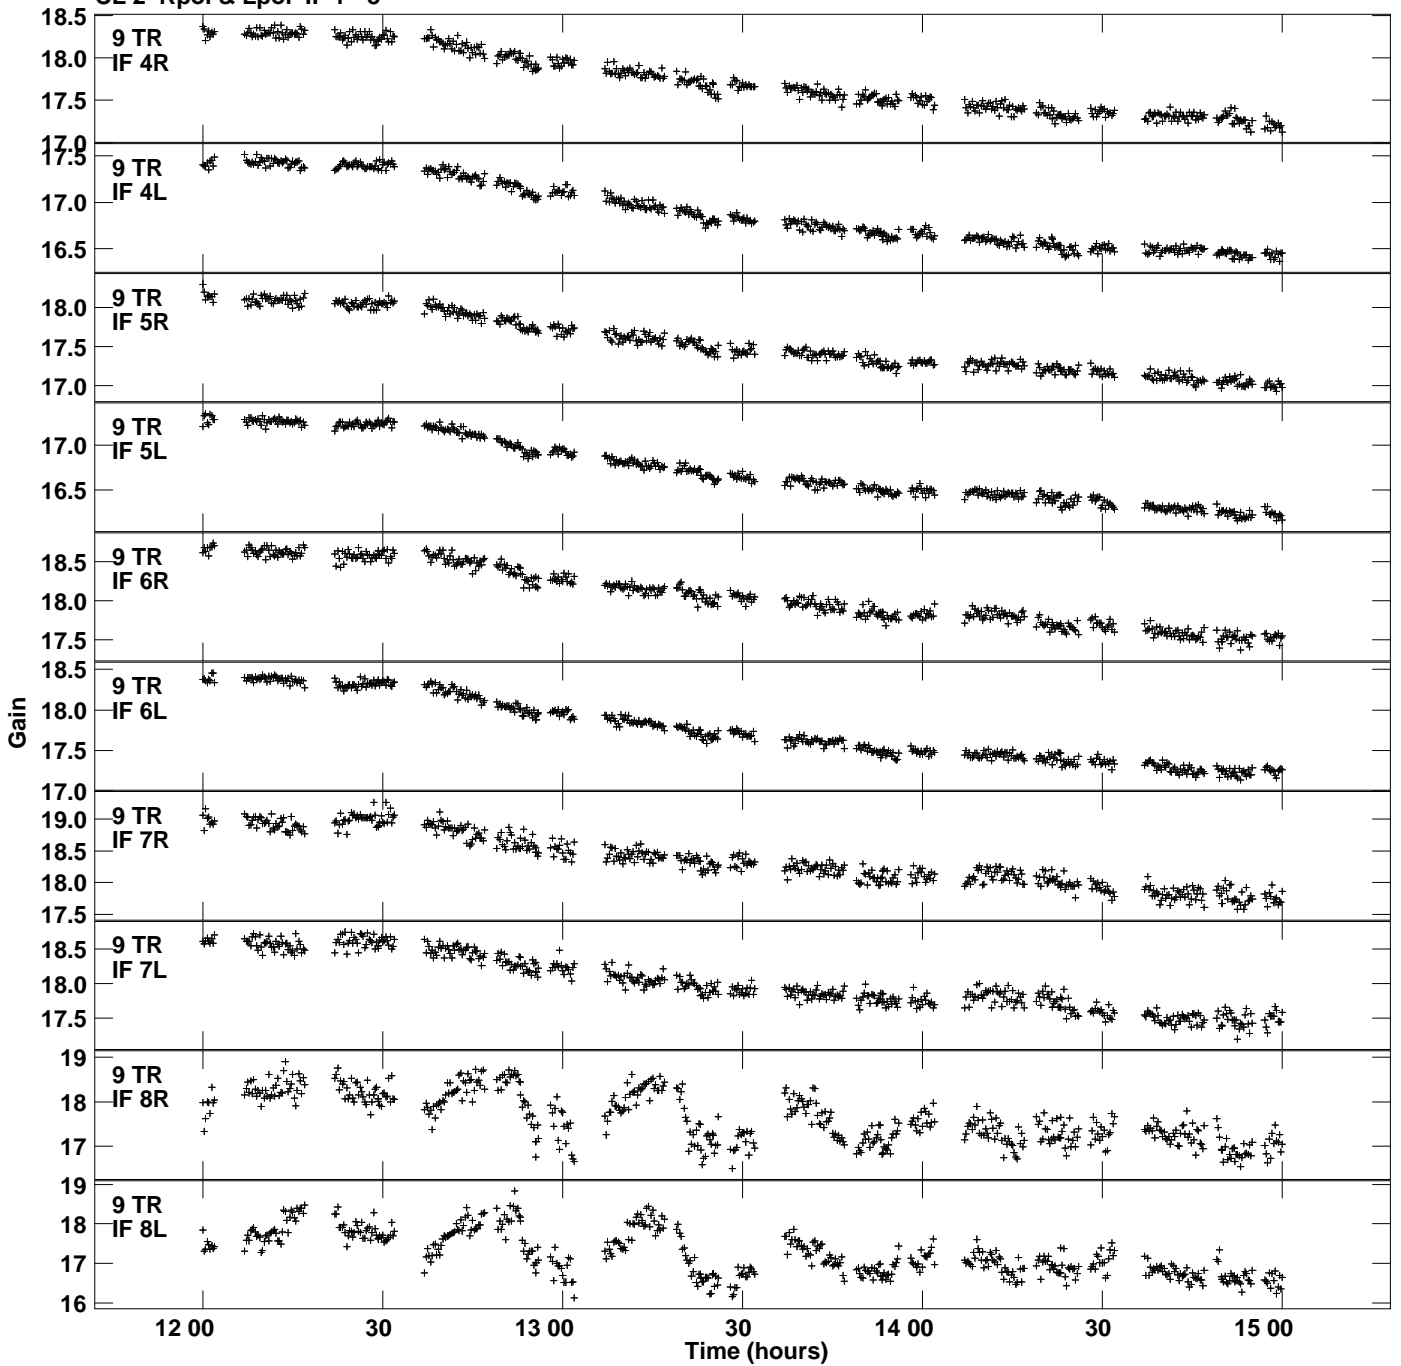 18.5
9 TR
IF 4R
18.0
17.5
17.0
17.5
9 TR
IF 4L
17.0
16.5
9 TR
IF 5R
18.0
17.5
17.0
9 TR
IF 5L
17.0
16.5
9 TR
IF 6R
18.5
18.0
17.5
18.5
9 TR
IF 6L
18.0
17.5
17.0
Gain
9 TR
IF 7R
19.0
18.5
18.0
17.5
9 TR
IF 7L
18.5
18.0
17.5
19
9 TR
IF 8R
18
17
19
9 TR
IF 8L
18
17
16
12 00 30 13 00 30 14 00 30 15 00
Time (hours)